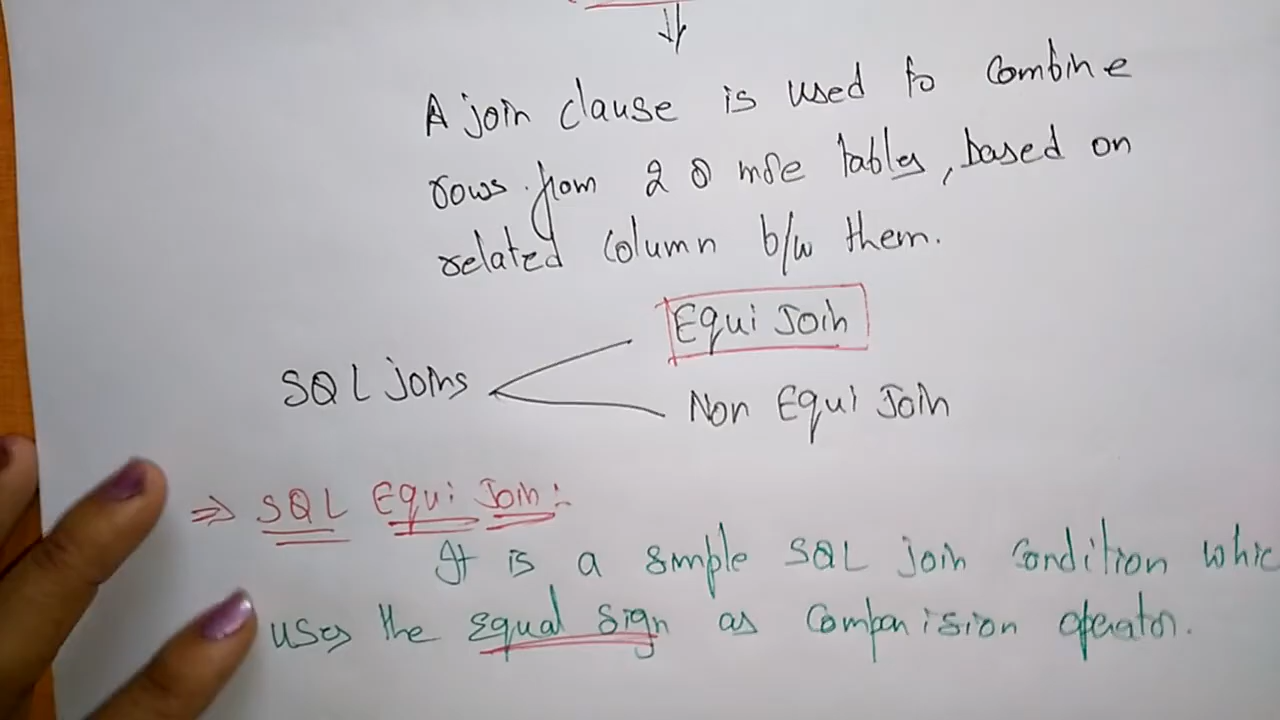 A join clause is used to combine
rows from 2 or more tables, based on
related column b/w them.
Equi Join
SQL joins
Non Equi Join
⇒ SQL Equi Join:-
It is a simple SQL join condition whic
uses the equal sign as comparision operator.